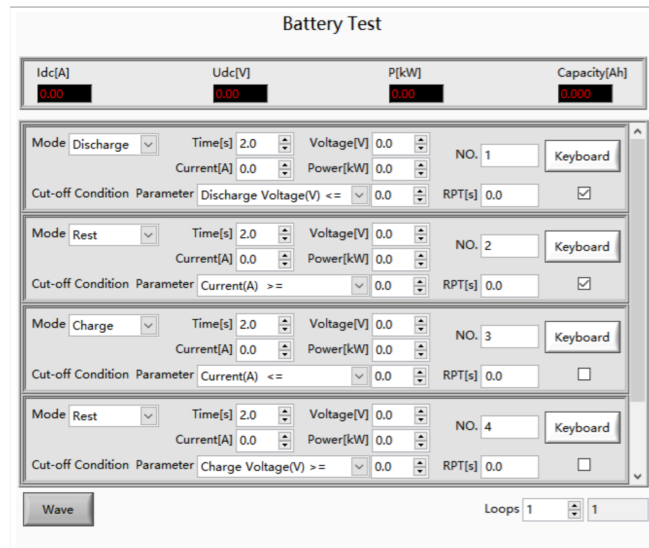 Battery Test
Idc[A] Udc[V] P[kW] Capacity[Ah]
0.00 0.00 0.00 0.000
Mode Discharge Time[s] 2.0 Voltage[V] 0.0 NO. 1 Keyboard
Current[A] 0.0 Power[kW] 0.0
Cut-off Condition Parameter Discharge Voltage(V) <= 0.0 RPT[s] 0.0
Mode Rest Time[s] 2.0 Voltage[V] 0.0 NO. 2 Keyboard
Current[A] 0.0 Power[kW] 0.0
Cut-off Condition Parameter Current(A) >= 0.0 RPT[s] 0.0
Mode Charge Time[s] 2.0 Voltage[V] 0.0 NO. 3 Keyboard
Current[A] 0.0 Power[kW] 0.0
Cut-off Condition Parameter Current(A) <= 0.0 RPT[s] 0.0
Mode Rest Time[s] 2.0 Voltage[V] 0.0 NO. 4 Keyboard
Current[A] 0.0 Power[kW] 0.0
Cut-off Condition Parameter Charge Voltage(V) >= 0.0 RPT[s] 0.0
Wave Loops 1 1